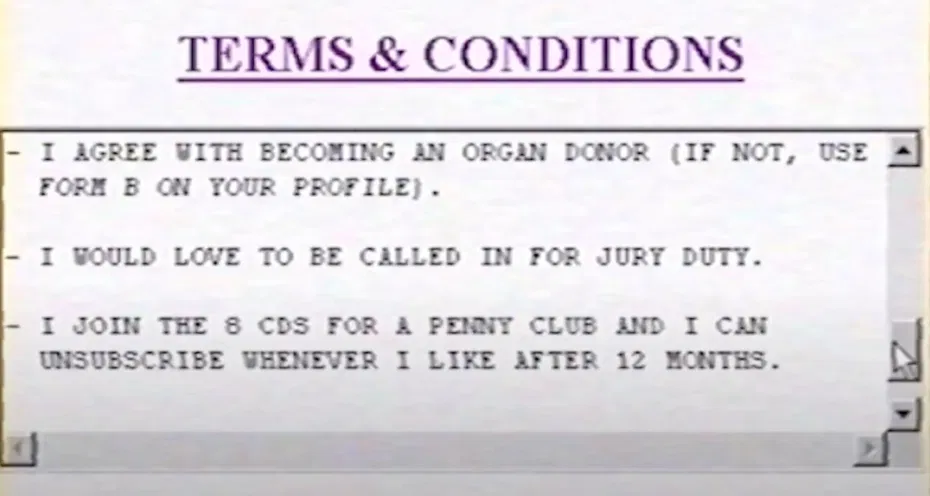 TERMS & CONDITIONS
- I AGREE WITH BECOMING AN ORGAN DONOR (IF NOT, USE
FORM B ON YOUR PROFILE).
- I WOULD LOVE TO BE CALLED IN FOR JURY DUTY.
- I JOIN THE 8 CDS FOR A PENNY CLUB AND I CAN
UNSUBSCRIBE WHENEVER I LIKE AFTER 12 MONTHS.